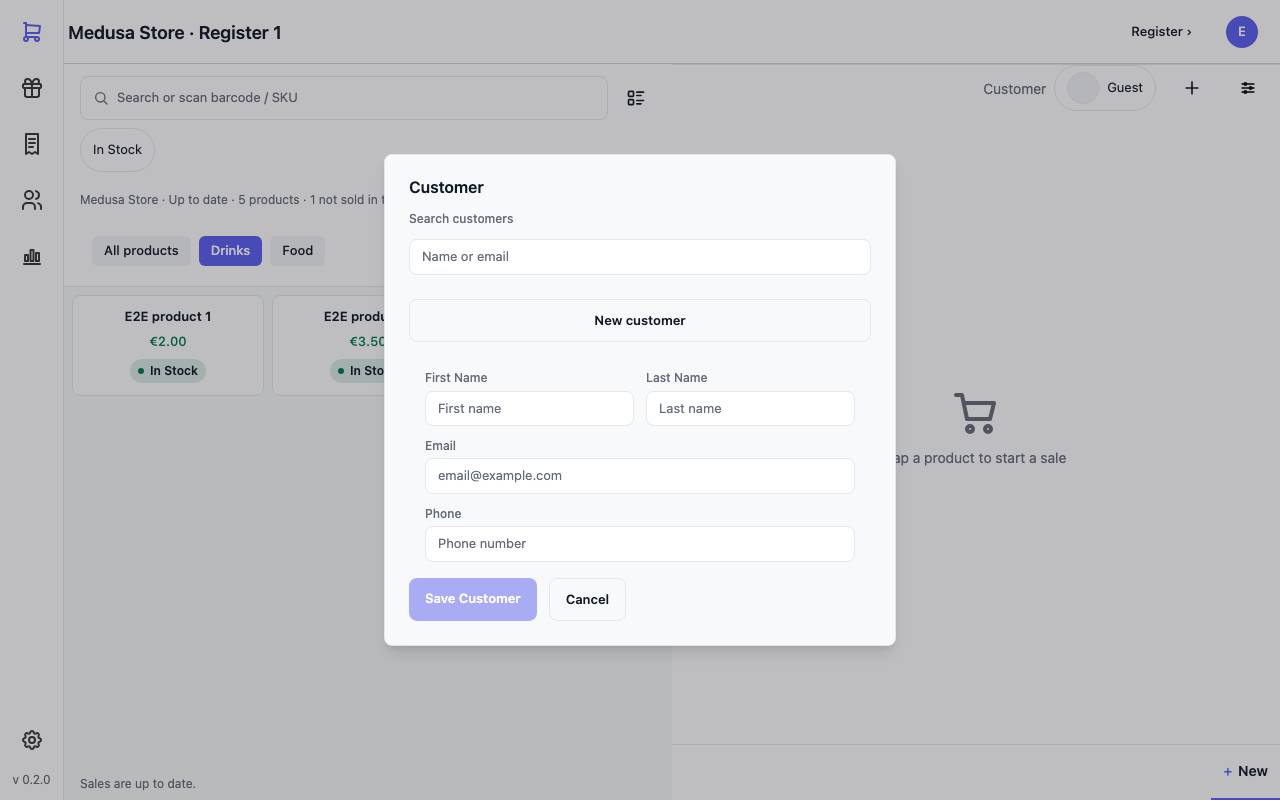 Medusa Store · Register 1
Register ›
E
Search or scan barcode / SKU
Customer
Guest
In Stock
Medusa Store · Up to date · 5 products · 1 not sold in t
All products
Drinks
Food
E2E product 1
€2.00
In Stock
E2E produ
€3.50
In Sto
Customer
Search customers
Name or email
New customer
First Name
Last Name
First name
Last name
Email
email@example.com
Phone
Phone number
Save Customer
Cancel
ap a product to start a sale
v 0.2.0
Sales are up to date.
+ New